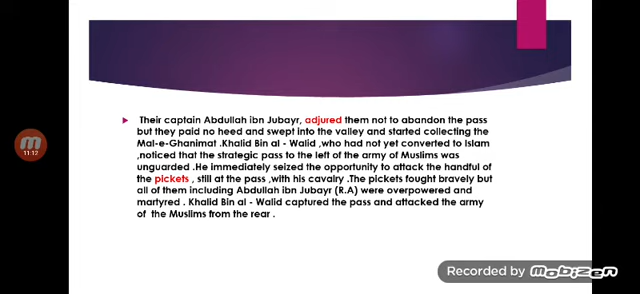 Their captain Abdullah ibn Jubayr, adjured them not to abandon the pass
but they paid no heed and swept into the valley and started collecting the
Mal-e-Ghanimat .Khalid Bin al - Walid ,who had not yet converted to Islam
,noticed that the strategic pass to the left of the army of Muslims was
unguarded .He immediately seized the opportunity to attack the handful of
the pickets , still at the pass ,with his cavalry .The pickets fought bravely but
all of them including Abdullah ibn Jubayr (R.A) were overpowered and
martyred . Khalid Bin al - Walid captured the pass and attacked the army
of the Muslims from the rear .
11:12
Recorded by
mobizen